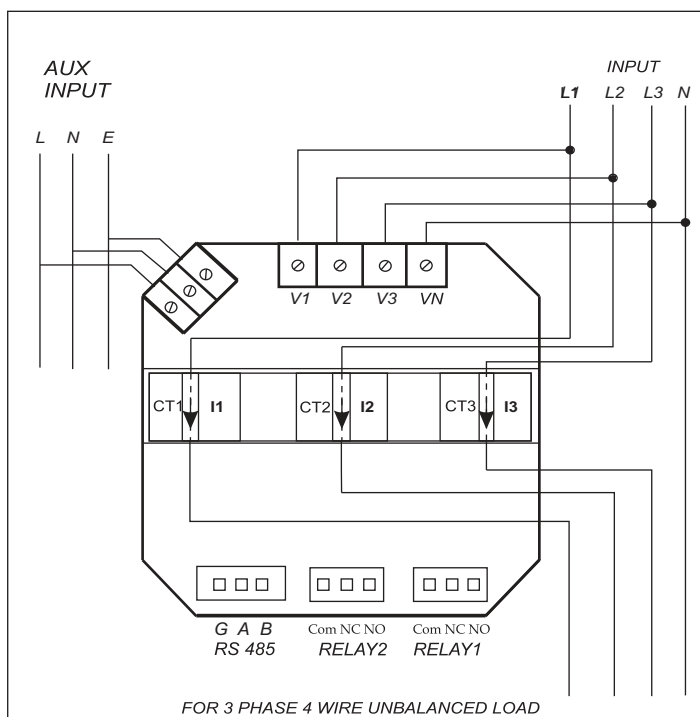 AUX
INPUT
L N E
INPUT
L1 L2 L3 N
V1 V2 V3 VN
CT1 I1 CT2 I2 CT3 I3
G A B
RS 485
Com NC NO
RELAY2
Com NC NO
RELAY1
FOR 3 PHASE 4 WIRE UNBALANCED LOAD